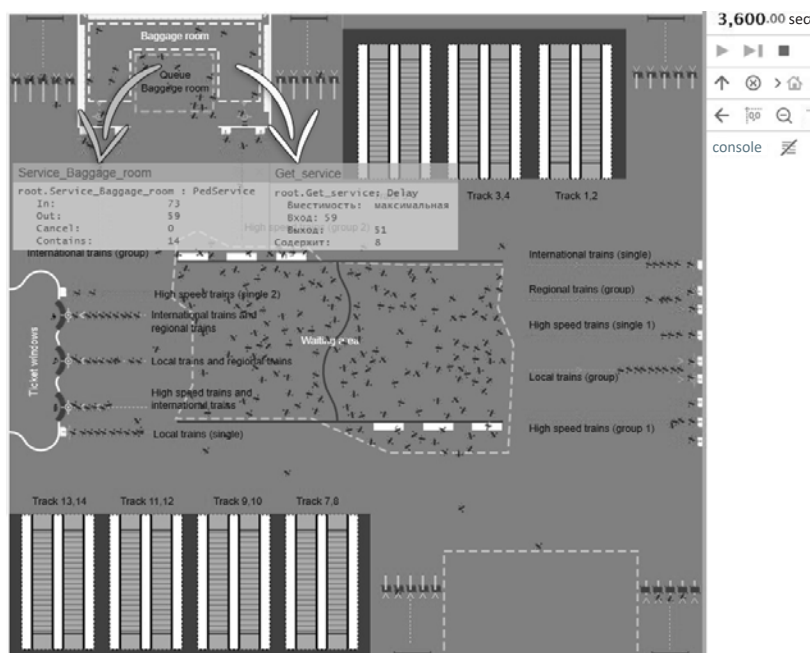 3,600.00 sec
Baggage room
Queue
Baggage room
console
Service_Baggage_room
root.Service_Baggage_room : PedService
In: 73
Out: 59
Cancel: 0
Contains: 14
Get_service
root.Get_service: Delay
Вместимость: максимальная
Вход: 59
Выход: 51
Содержит: 8
Track 3,4
Track 1,2
High speed trains (group 2)
International trains (group)
International trains (single)
Regional trains (group)
High speed trains (single 2)
High speed trains (single 1)
International trains and
regional trains
Waiting area
Ticket windows
Local trains and regional trains
Local trains (group)
High speed trains and
international trains
Local trains (single)
High speed trains (group 1)
Track 13,14
Track 11,12
Track 9,10
Track 7,8